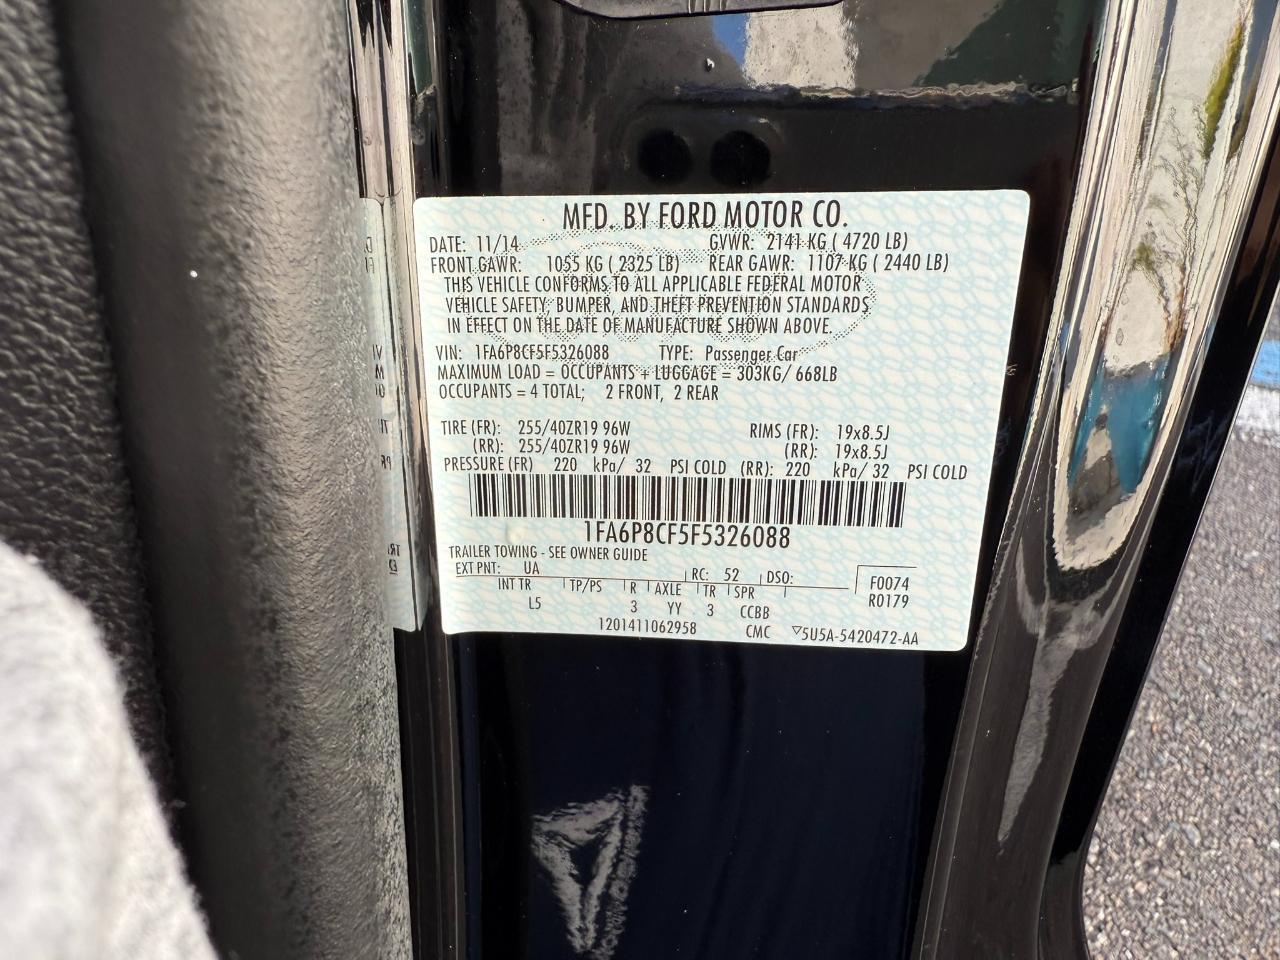 MFD. BY FORD MOTOR CO.
DATE: 11/14 GVWR: 2141 KG ( 4720 LB)
FRONT GAWR: 1055 KG ( 2325 LB) REAR GAWR: 1107 KG ( 2440 LB)
THIS VEHICLE CONFORMS TO ALL APPLICABLE FEDERAL MOTOR
VEHICLE SAFETY, BUMPER, AND THEFT PREVENTION STANDARDS
IN EFFECT ON THE DATE OF MANUFACTURE SHOWN ABOVE.
VIN: 1FA6P8CF5F5326088 TYPE: Passenger Car
MAXIMUM LOAD = OCCUPANTS + LUGGAGE = 303KG/ 668LB
OCCUPANTS = 4 TOTAL; 2 FRONT, 2 REAR
TIRE (FR): 255/40ZR19 96W RIMS (FR): 19x8.5J
(RR): 255/40ZR19 96W (RR): 19x8.5J
PRESSURE (FR) 220 kPa/ 32 PSI COLD (RR): 220 kPa/ 32 PSI COLD
1FA6P8CF5F5326088
TRAILER TOWING - SEE OWNER GUIDE
EXT PNT: UA RC: 52 DSO: F0074
INT TR TP/PS R AXLE TR SPR R0179
L5 3 YY 3 CCBB
1201411062958 CMC ▽5U5A-5420472-AA